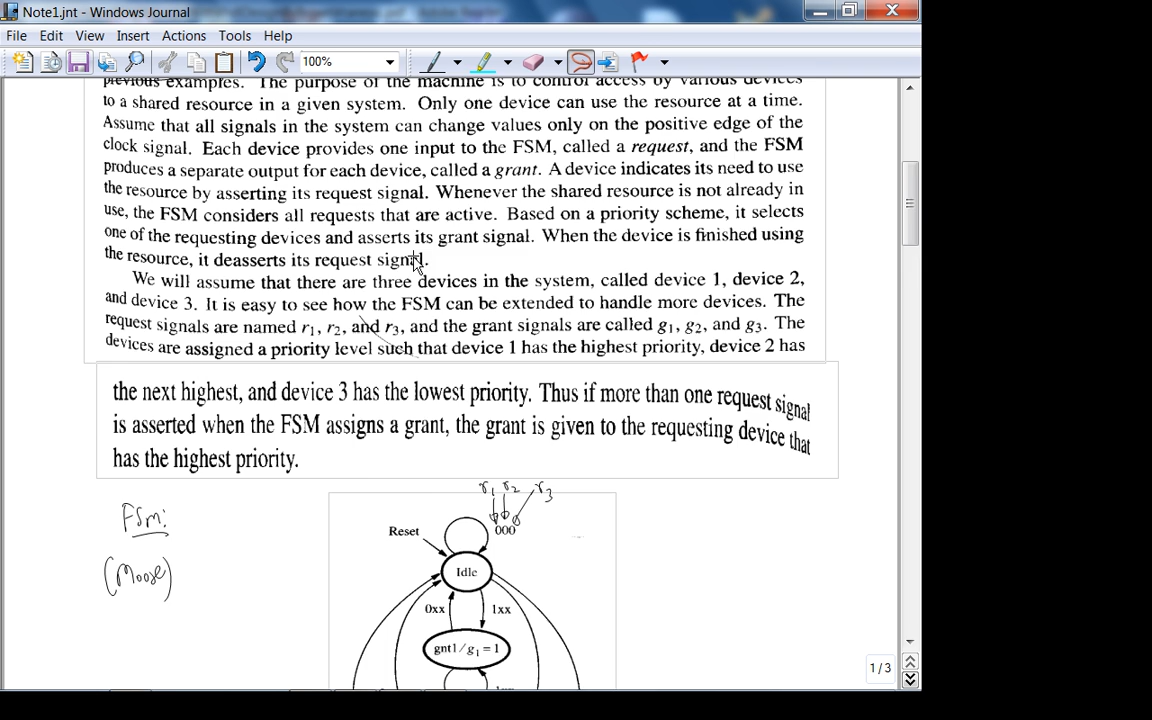 Note1.jnt - Windows Journal
File Edit View Insert Actions Tools Help
100%
previous examples. The purpose of the machine is to control access by various devices
to a shared resource in a given system. Only one device can use the resource at a time.
Assume that all signals in the system can change values only on the positive edge of the
clock signal. Each device provides one input to the FSM, called a request, and the FSM
produces a separate output for each device, called a grant. A device indicates its need to use
the resource by asserting its request signal. Whenever the shared resource is not already in
use, the FSM considers all requests that are active. Based on a priority scheme, it selects
one of the requesting devices and asserts its grant signal. When the device is finished using
the resource, it deasserts its request signal.
We will assume that there are three devices in the system, called device 1, device 2,
and device 3. It is easy to see how the FSM can be extended to handle more devices. The
request signals are named r₁, r₂, and r₃, and the grant signals are called g₁, g₂, and g₃. The
devices are assigned a priority level such that device 1 has the highest priority, device 2 has
the next highest, and device 3 has the lowest priority. Thus if more than one request signal
is asserted when the FSM assigns a grant, the grant is given to the requesting device that
has the highest priority.
r₁ r₂ r₃
FSM:
Reset 000
(Moore)
Idle
0xx 1xx
gnt1/g₁ = 1
1/3